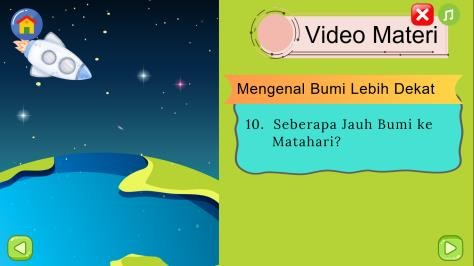 Video Materi
Mengenal Bumi Lebih Dekat
10. Seberapa Jauh Bumi ke
Matahari?